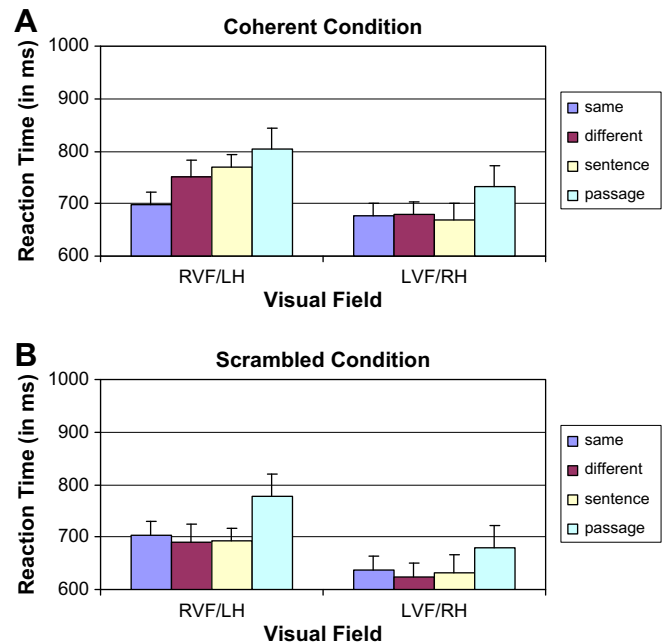 A
Coherent Condition
Reaction Time (in ms)
1000
900
800
700
600
RVF/LH LVF/RH
Visual Field
same
different
sentence
passage
B
Scrambled Condition
Reaction Time (in ms)
1000
900
800
700
600
RVF/LH LVF/RH
Visual Field
same
different
sentence
passage